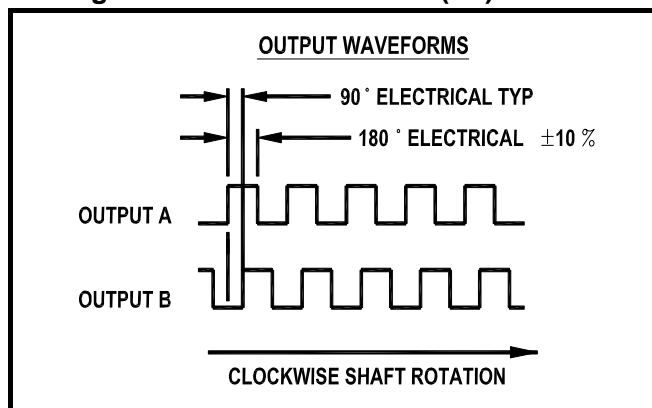 OUTPUT WAVEFORMS
90° ELECTRICAL TYP
180° ELECTRICAL ±10 %
OUTPUT A
OUTPUT B
CLOCKWISE SHAFT ROTATION